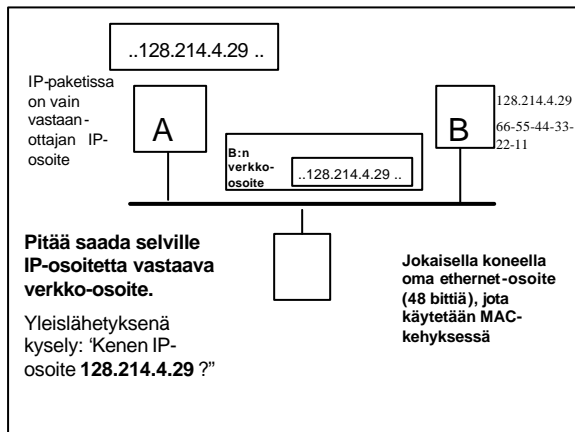 ..128.214.4.29 ..
IP-paketissa
on vain
vastaan-
ottajan IP-
osoite
A
B
128.214.4.29
66-55-44-33-
22-11
B:n
verkko-
osoite
..128.214.4.29 ..
Pitää saada selville
IP-osoitetta vastaava
verkko-osoite.
Yleislähetyksenä
kysely: ‘Kenen IP-
osoite 128.214.4.29 ?”
Jokaisella koneella
oma ethernet-osoite
(48 bittiä), jota
käytetään MAC-
kehyksessä